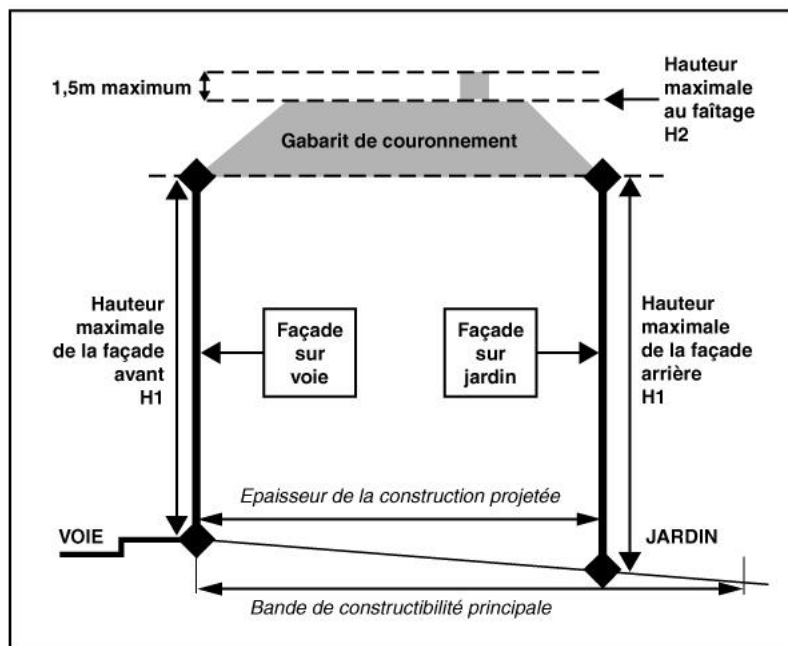 1,5m maximum
Hauteur
maximale
au faîtage
H2
Gabarit de couronnement
Hauteur
maximale
de la façade
avant
H1
Façade
sur
voie
Façade
sur
jardin
Hauteur
maximale
de la façade
arrière
H1
Epaisseur de la construction projetée
VOIE
JARDIN
Bande de constructibilité principale